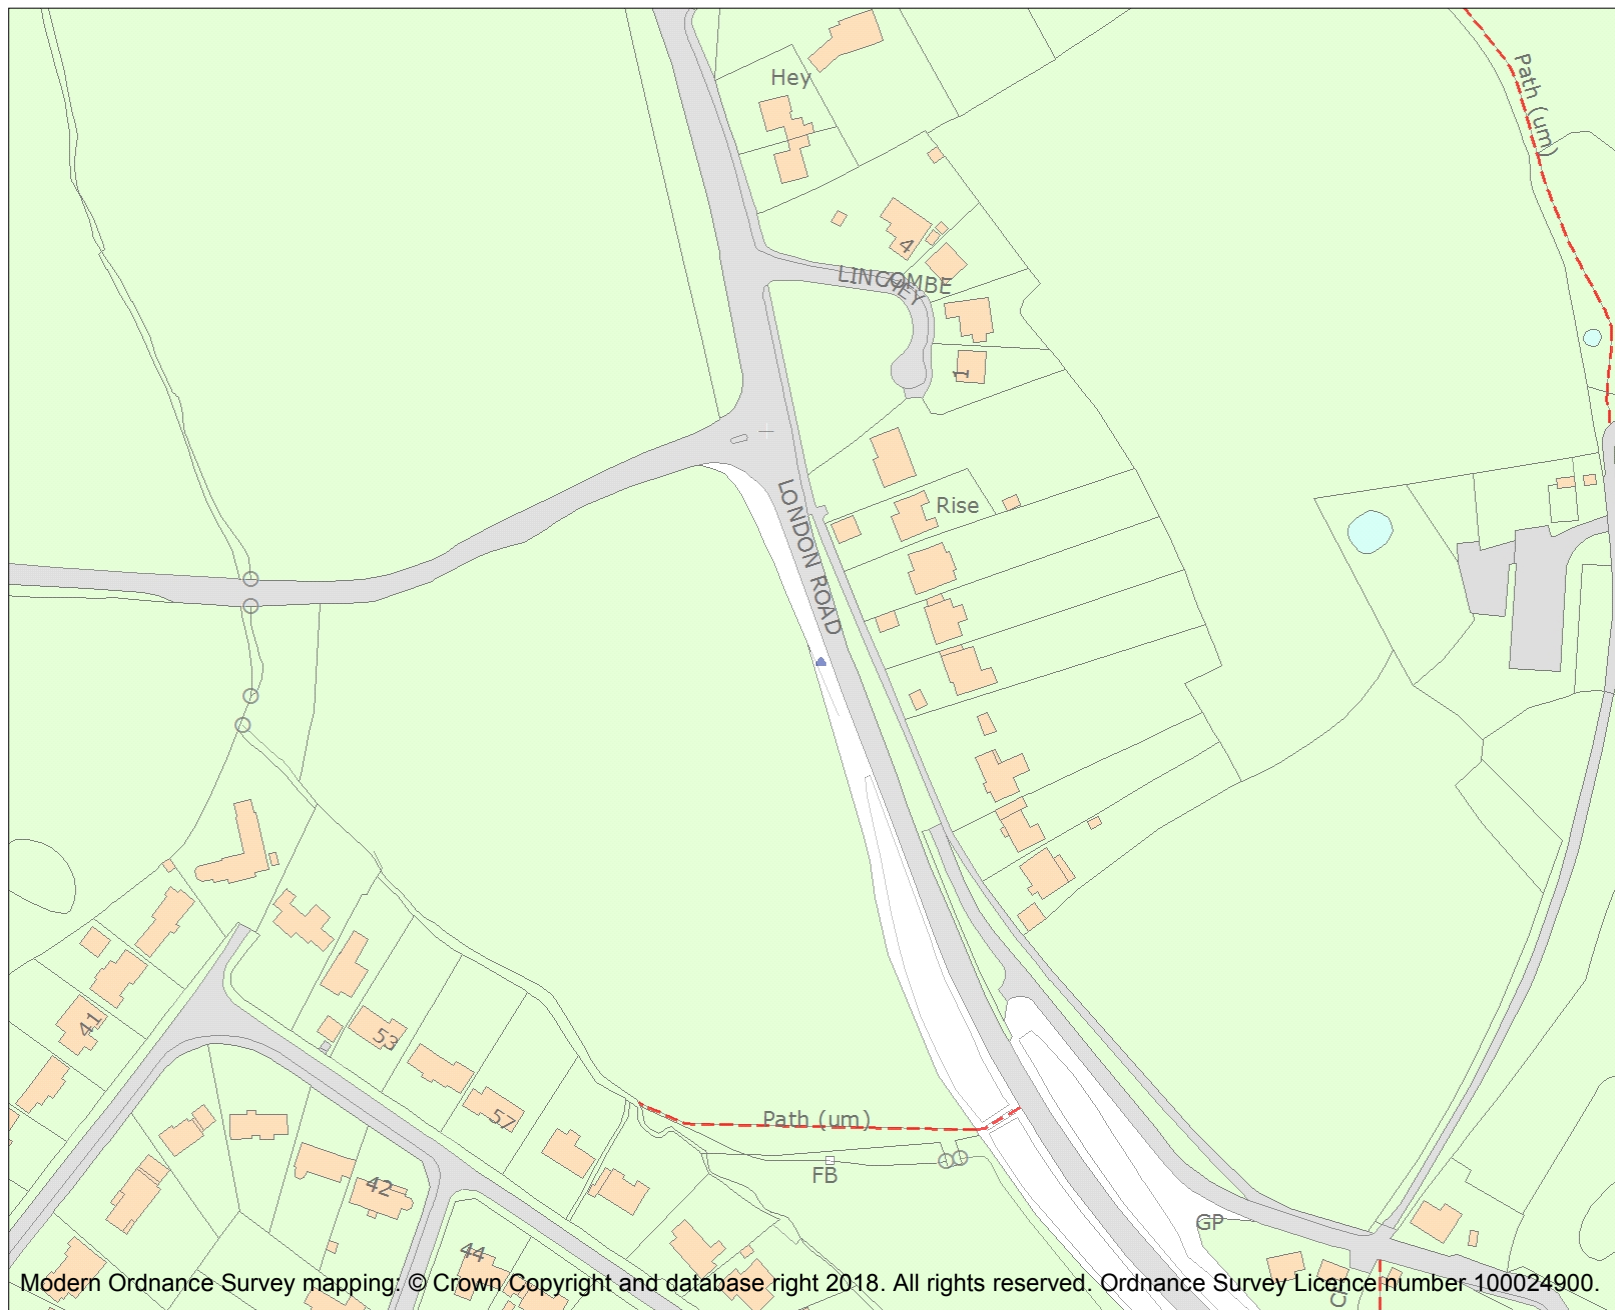 Hey
Path (um)
4
LINCOMBE
HEY
1
Rise
LONDON ROAD
41
53
57
Path (um)
FB
42
44
GP
Modern Ordnance Survey mapping: © Crown Copyright and database right 2018. All rights reserved. Ordnance Survey Licence number 100024900.